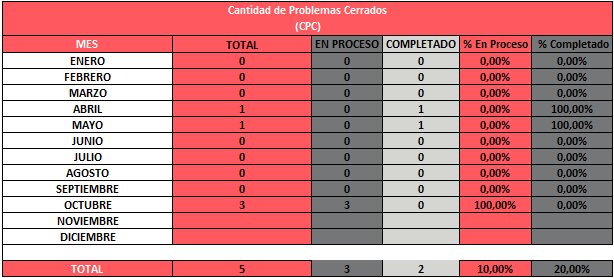 Cantidad de Problemas Cerrados
(CPC)
MES TOTAL EN PROCESO COMPLETADO % En Proceso % Completado
ENERO 0 0 0 0,00% 0,00%
FEBRERO 0 0 0 0,00% 0,00%
MARZO 0 0 0 0,00% 0,00%
ABRIL 1 0 1 0,00% 100,00%
MAYO 1 0 1 0,00% 100,00%
JUNIO 0 0 0 0,00% 0,00%
JULIO 0 0 0 0,00% 0,00%
AGOSTO 0 0 0 0,00% 0,00%
SEPTIEMBRE 0 0 0 0,00% 0,00%
OCTUBRE 3 3 0 100,00% 0,00%
NOVIEMBRE
DICIEMBRE
TOTAL 5 3 2 10,00% 20,00%